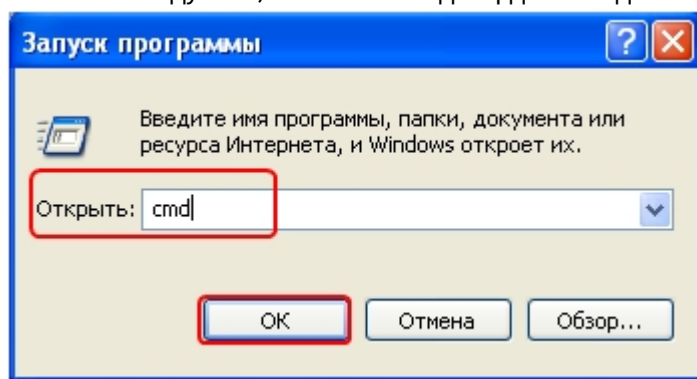 Запуск программы
Введите имя программы, папки, документа или
ресурса Интернета, и Windows откроет их.
Открыть: cmd
ОК Отмена Обзор...